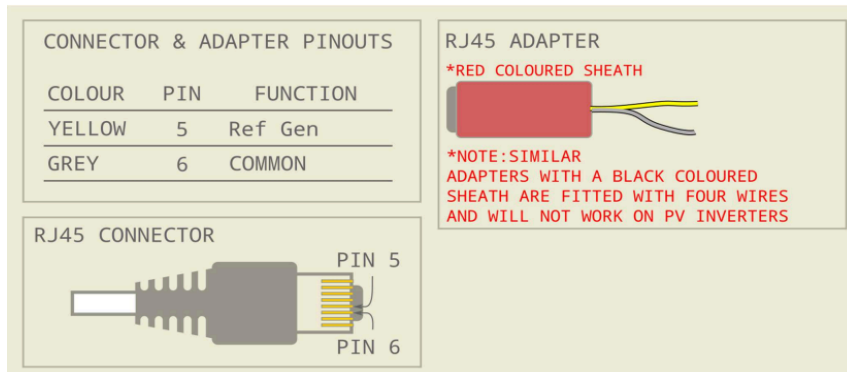 CONNECTOR & ADAPTER PINOUTS
COLOUR PIN FUNCTION
YELLOW 5 Ref Gen
GREY 6 COMMON
RJ45 ADAPTER
*RED COLOURED SHEATH
*NOTE:SIMILAR
ADAPTERS WITH A BLACK COLOURED
SHEATH ARE FITTED WITH FOUR WIRES
AND WILL NOT WORK ON PV INVERTERS
RJ45 CONNECTOR
PIN 5
PIN 6